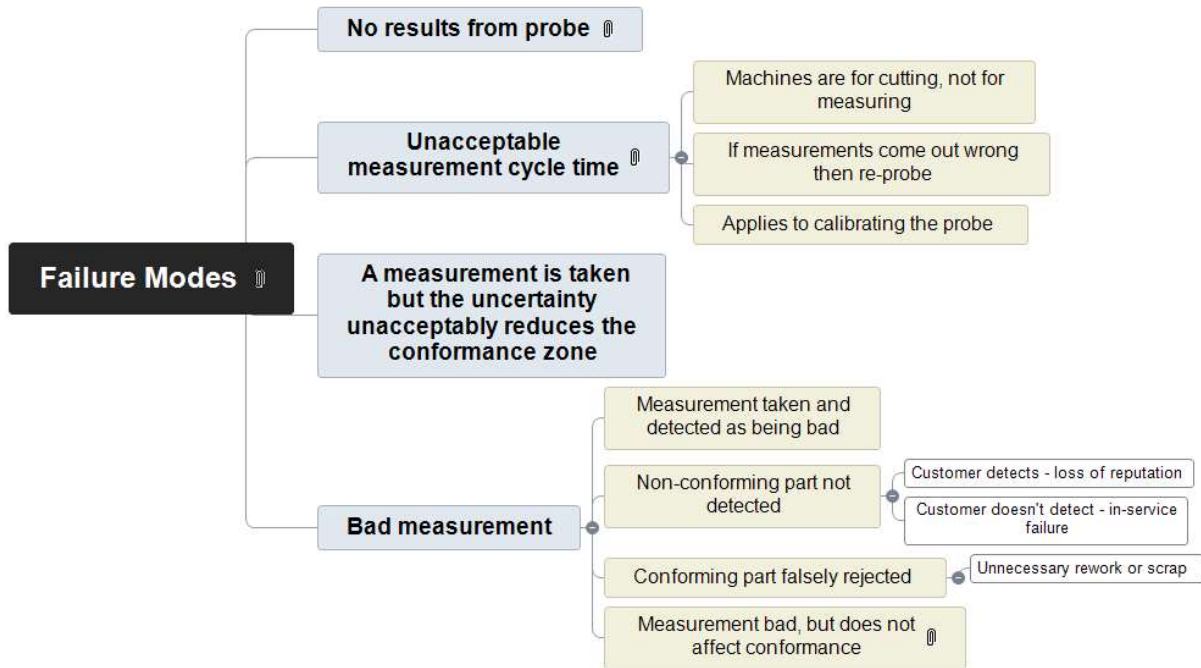 No results from probe
Machines are for cutting, not for
measuring
Unacceptable
measurement cycle time
If measurements come out wrong
then re-probe
Applies to calibrating the probe
Failure Modes
A measurement is taken
but the uncertainty
unacceptably reduces the
conformance zone
Measurement taken and
detected as being bad
Non-conforming part not
detected
Customer detects - loss of reputation
Customer doesn't detect - in-service
failure
Bad measurement
Conforming part falsely rejected
Unnecessary rework or scrap
Measurement bad, but does not
affect conformance